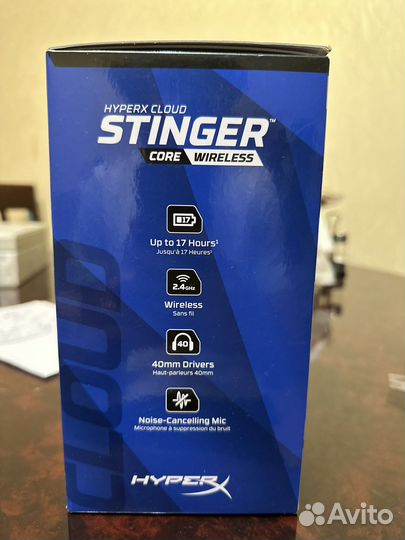 HYPERX CLOUD
STINGER™
CORE WIRELESS
17
Up to 17 Hours¹
Jusqu'à 17 Heures¹
2.4GHz
Wireless
Sans fil
40
40mm Drivers
Haut-parleurs 40mm
Noise-Cancelling Mic
Microphone à suppression du bruit
CLOUD
HYPERX
Avito